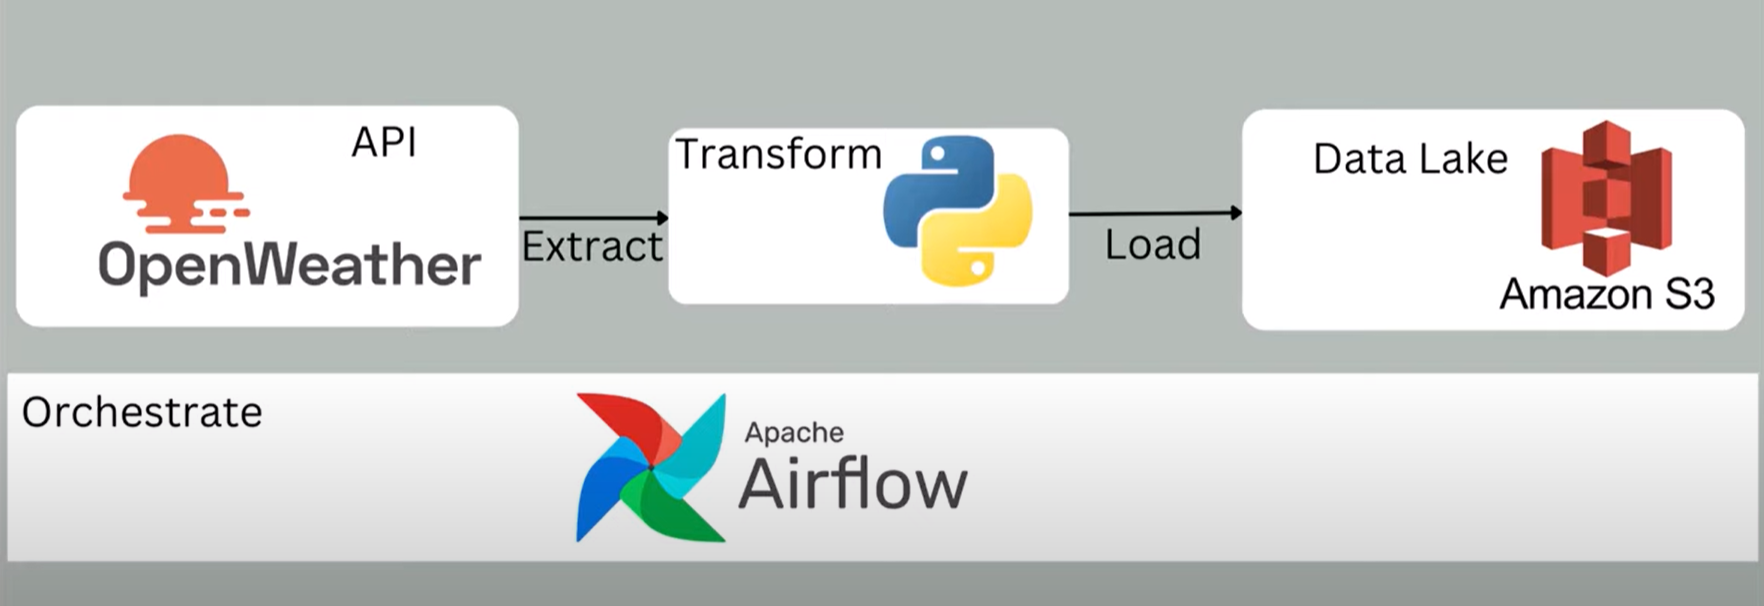 API
OpenWeather
Extract
Transform
Load
Data Lake
Amazon S3
Orchestrate
Apache
Airflow